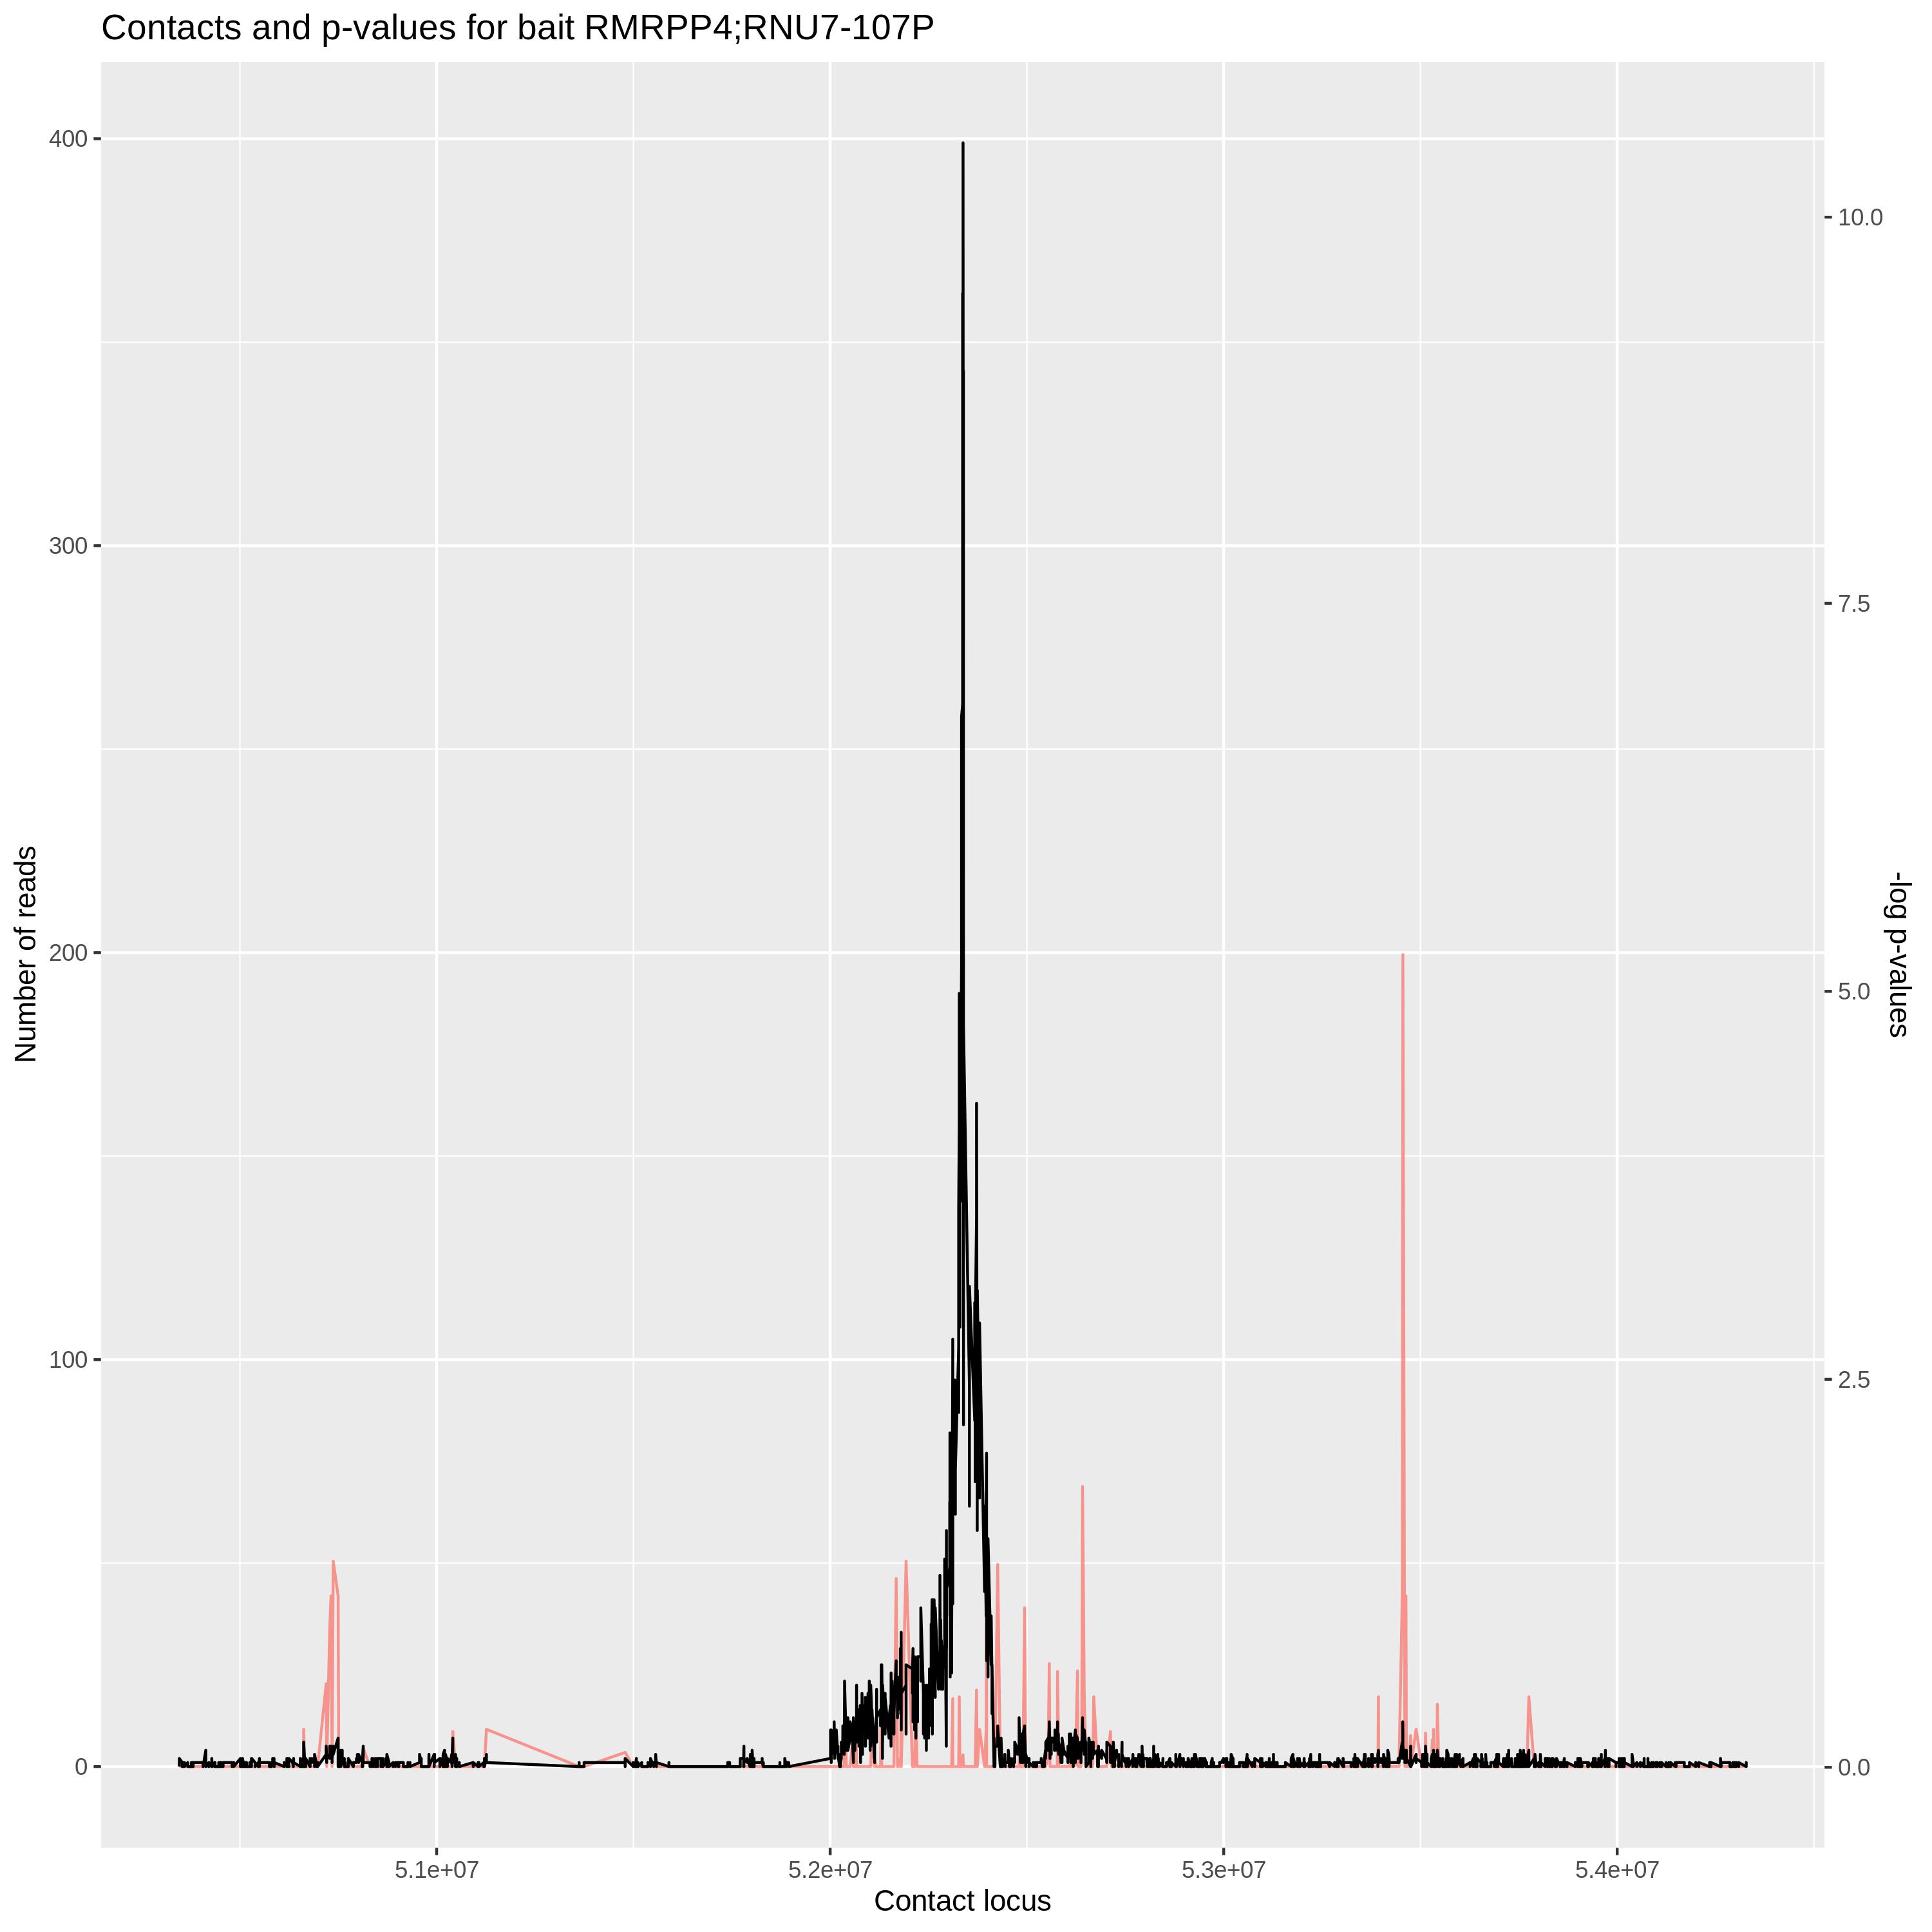 Contacts and p-values for bait RMRPP4;RNU7-107P
400
300
200
100
0
Number of reads
10.0
7.5
5.0
2.5
0.0
-log p-values
5.1e+07
5.2e+07
5.3e+07
5.4e+07
Contact locus